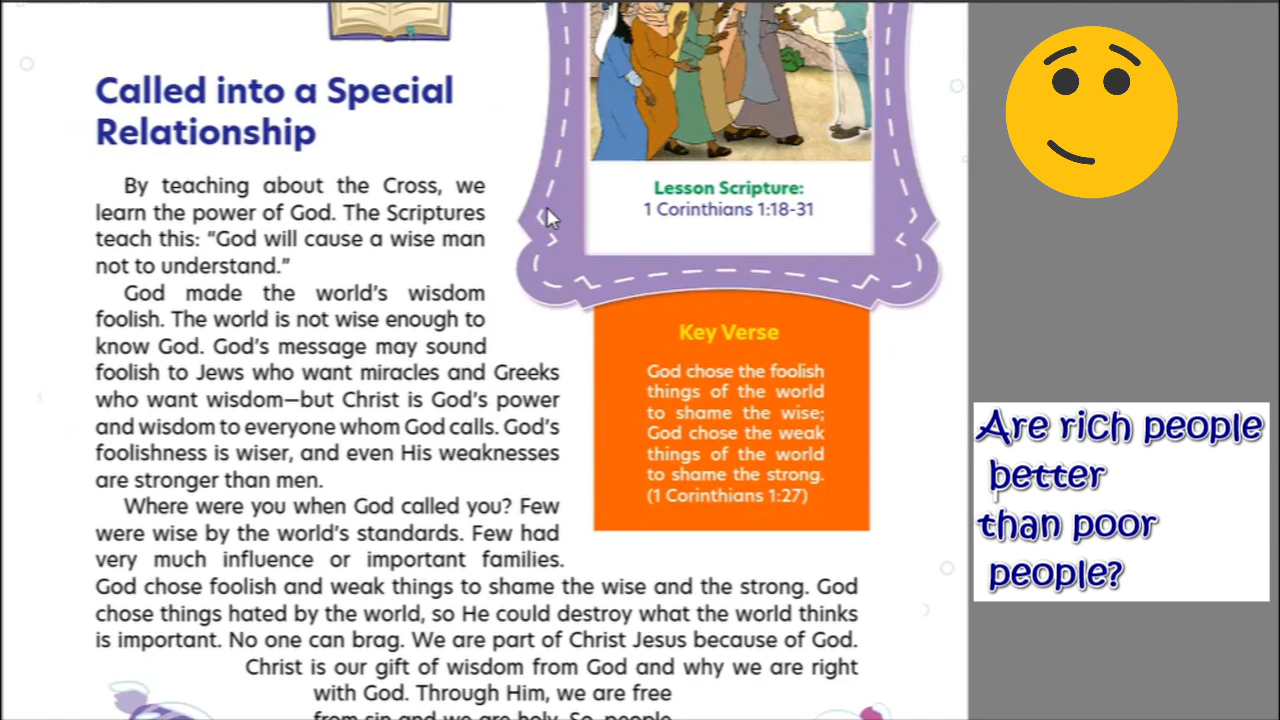 Called into a Special
Relationship
By teaching about the Cross, we
learn the power of God. The Scriptures
teach this: “God will cause a wise man
not to understand.”
God made the world’s wisdom
foolish. The world is not wise enough to
know God. God’s message may sound
foolish to Jews who want miracles and Greeks
who want wisdom—but Christ is God’s power
and wisdom to everyone whom God calls. God’s
foolishness is wiser, and even His weaknesses
are stronger than men.
Where were you when God called you? Few
were wise by the world’s standards. Few had
very much influence or important families.
God chose foolish and weak things to shame the wise and the strong. God
chose things hated by the world, so He could destroy what the world thinks
is important. No one can brag. We are part of Christ Jesus because of God.
Christ is our gift of wisdom from God and why we are right
with God. Through Him, we are free
from sin and we are holy. So, people
Lesson Scripture:
1 Corinthians 1:18-31
Key Verse
God chose the foolish
things of the world
to shame the wise;
God chose the weak
things of the world
to shame the strong.
(1 Corinthians 1:27)
Are rich people
better
than poor
people?